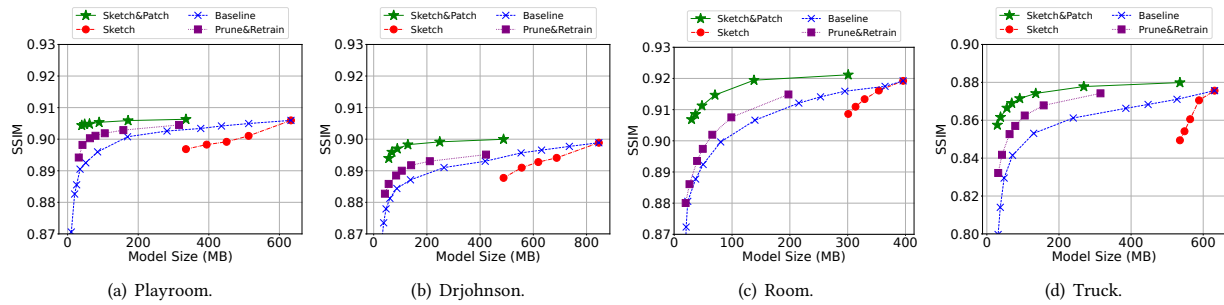 Sketch&Patch Baseline
Sketch Prune&Retrain
0.93
0.92
0.91
0.90
0.89
0.88
0.87
SSIM
0 200 400 600
Model Size (MB)
(a) Playroom.
Sketch&Patch Baseline
Sketch Prune&Retrain
0.93
0.92
0.91
0.90
0.89
0.88
0.87
SSIM
0 200 400 600 800
Model Size (MB)
(b) Drjohnson.
Sketch&Patch Baseline
Sketch Prune&Retrain
0.93
0.92
0.91
0.90
0.89
0.88
0.87
SSIM
0 100 200 300 400
Model Size (MB)
(c) Room.
Sketch&Patch Baseline
Sketch Prune&Retrain
0.90
0.88
0.86
0.84
0.82
0.80
SSIM
0 200 400 600
Model Size (MB)
(d) Truck.